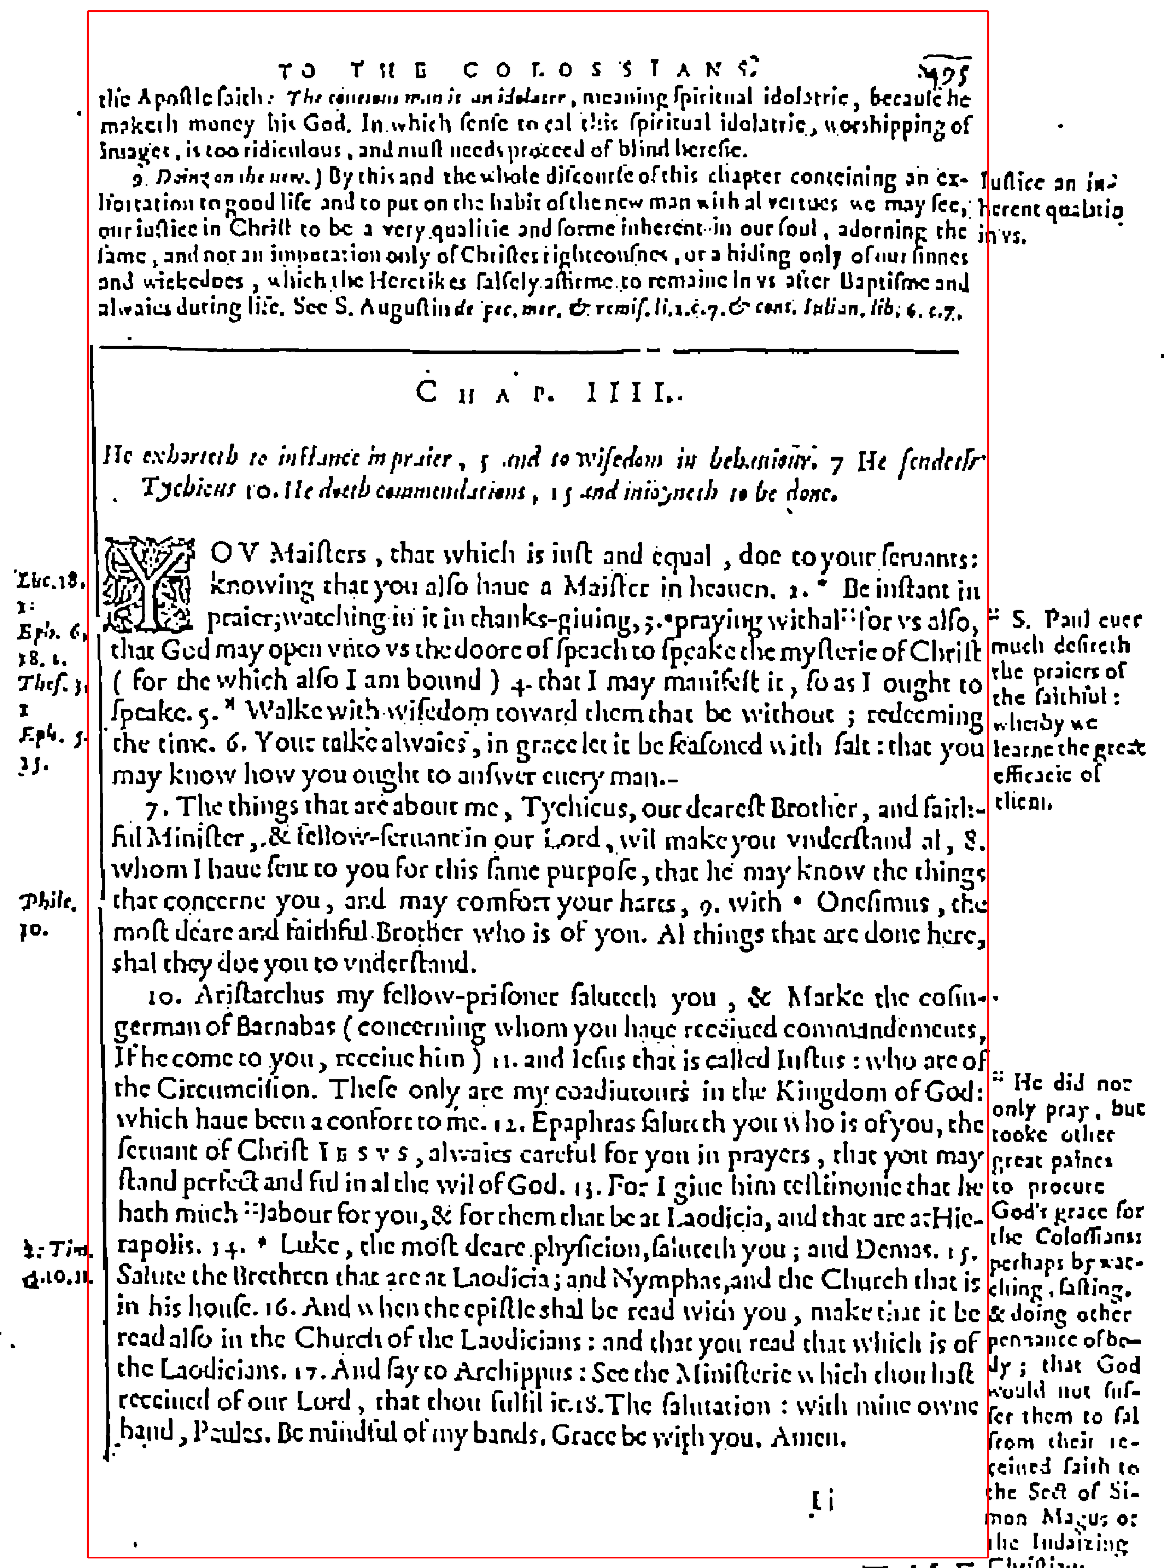 TO THE COLOSSIANS. 495
the Apostle saith: The couetous man is an idolater, meaning spiritual idolatrie, because he
maketh money his God. In which sense to cal this spiritual idolatrie, worshipping of
Images, is too ridiculous, and must needs proceed of blind heresie.
9. Doing on the new.) By this and the whole discourse of this chapter conteining an ex-
hortation to good life and to put on the habit of the new man with al vertues we may see,
our iustice in Christ to be a very qualitie and forme inherent in our soul, adorning the
same, and not an imputation only of Christes righteousnes, or a hiding only of our sinnes
and wickednes, which the Heretikes falsely affirme to remaine in vs after Baptisme and
alwaies during life. See S. Augustin de pec. mer. & remis. li. 1. c. 7. & cont. Iulian. lib. 6. c. 7.
Iustice an in-
herent qualitie
in vs.
CHAP. IIII.
He exhorteth to instance in praier, 5 and to wisedom in behauiour. 7 He sendeth
Tychicus 10. He doeth commendations, 15 and inioyneth to be done.
YOV Maisters, that which is iust and equal, doe to your seruants:
knowing that you also haue a Maister in heauen. 2. * Be instant in
praier; watching in it in thanks-giuing, 3. * praying withal :: for vs also,
that God may open vnto vs the doore of speach to speake the mysterie of Christ
( for the which also I am bound ) 4. that I may manifest it, so as I ought to
speake. 5. * Walke with wisedom toward them that be without ; redeeming
the time. 6. Your talke alwaies, in grace let it be seasoned with salt : that you
may know how you ought to answer euery man.
7. The things that are about me, Tychicus, our dearest Brother, and faith-
ful Minister, & fellow-seruant in our Lord, wil make you vnderstand al, 8.
whom I haue sent to you for this same purpose, that he may know the things
that concerne you, and may comfort your harts, 9. with * Onesimus, the
most deare and faithful Brother who is of you. Al things that are done here,
shal they doe you to vnderstand.
10. Aristarchus my fellow-prisoner saluteth you, & Marke the cosin-
german of Barnabas ( concerning whom you haue receiued commandements,
If he come to you, receiue him ) 11. and Iesus that is called Iustus : who are of
the Circumcision. These only are my coadiutours in the Kingdom of God:
which haue been a confort to me. 12. Epaphras saluteth you who is of you, the
seruant of Christ IESVS, alwaies careful for you in prayers, that you may
stand perfect and ful in al the wil of God. 13. For I giue him testimonie that he
hath much :: labour for you, & for them that be at Laodicia, and that are at Hie-
rapolis. 14. * Luke, the most deare physicion, saluteth you ; and Demas. 15.
Salute the Brethren that are at Laodicia ; and Nymphas, and the Church that is
in his house. 16. And when the epistle shal be read with you, make that it be
read also in the Church of the Laodicians : and that you read that which is of
the Laodicians. 17. And say to Archippus : See the Ministerie which thou hast
receiued of our Lord, that thou fulfil it. 18. The salutation : with mine owne
hand, Paules. Be mindful of my bands. Grace be with you. Amen.
Luc. 18.
1.
Eph. 6,
18. 1.
Thes. 3,
1
Eph. 5.
15.
Phile.
10.
2. Tim.
4. 10. 11.
:: S. Paul euer
much desireth
the praiers of
the faithful :
wherby we
learne the great
efficacie of
them.
:: He did not
only pray, but
tooke other
great paines
to procure
God's grace for
the Colossians:
perhaps by wat-
ching, fasting,
& doing other
pennance of bo-
dy ; that God
would not suf-
fer them to fal
from their re-
ceiued faith to
the Sect of Si-
mon Magus or
the Iudaizing
Christians.
Ii